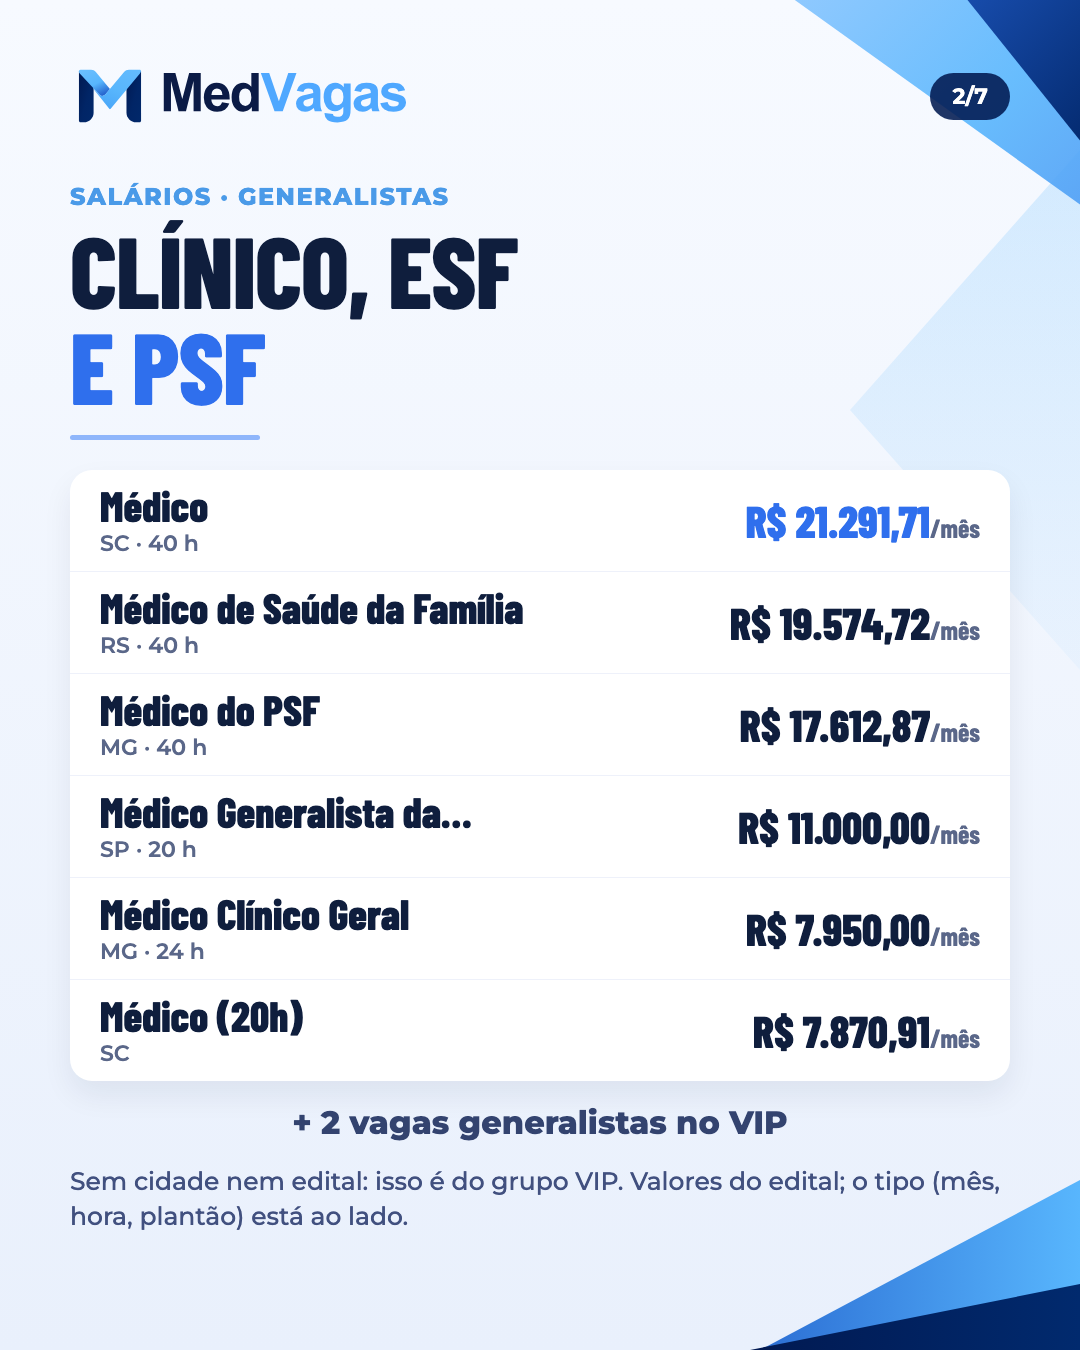 MedVagas
2/7
SALÁRIOS · GENERALISTAS
CLÍNICO, ESF
E PSF
Médico
SC · 40 h
R$ 21.291,71/mês
Médico de Saúde da Família
RS · 40 h
R$ 19.574,72/mês
Médico do PSF
MG · 40 h
R$ 17.612,87/mês
Médico Generalista da...
SP · 20 h
R$ 11.000,00/mês
Médico Clínico Geral
MG · 24 h
R$ 7.950,00/mês
Médico (20h)
SC
R$ 7.870,91/mês
+ 2 vagas generalistas no VIP
Sem cidade nem edital: isso é do grupo VIP. Valores do edital; o tipo (mês,
hora, plantão) está ao lado.